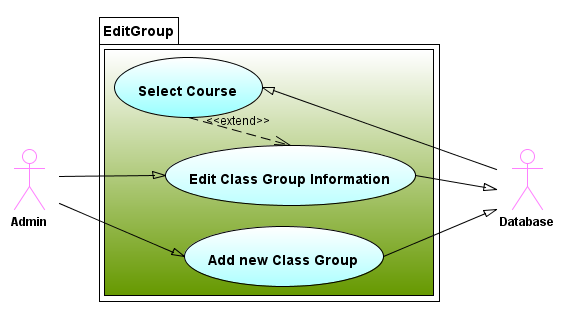 EditGroup
Select Course
<<extend>>
Edit Class Group Information
Admin
Database
Add new Class Group